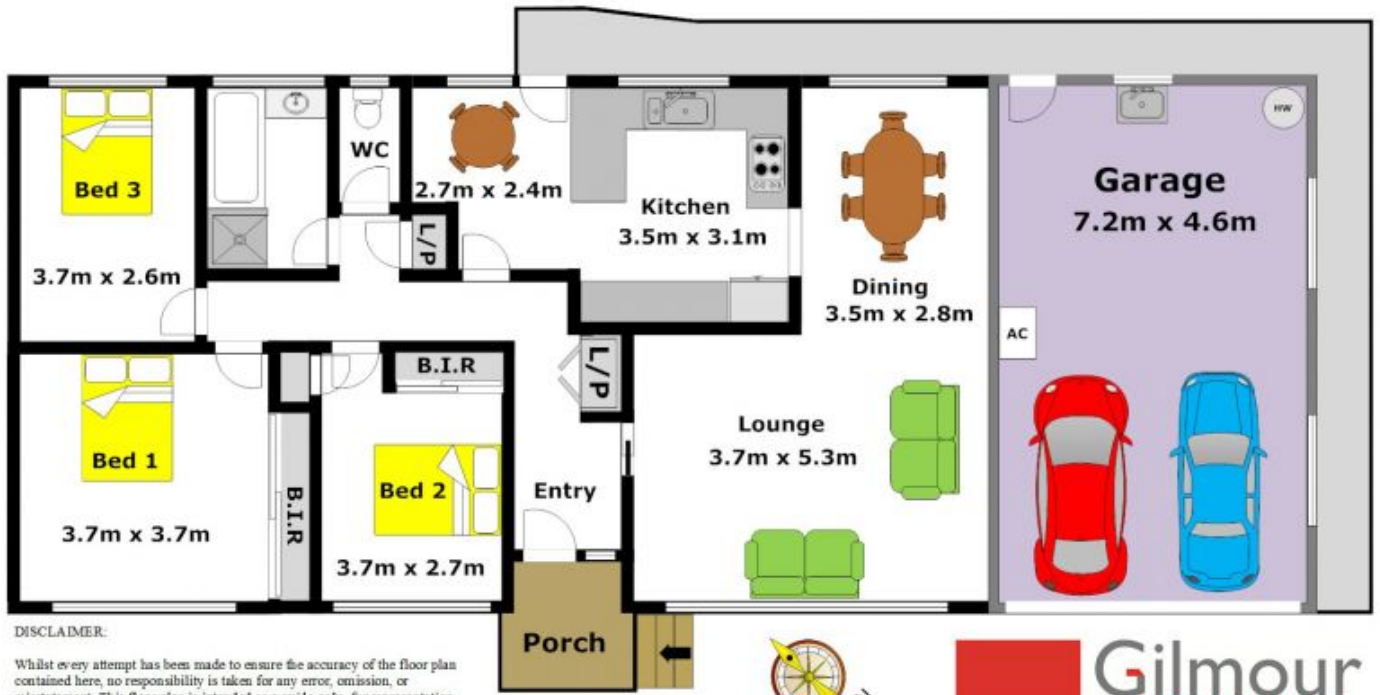 Bed 3
3.7m x 2.6m
WC
2.7m x 2.4m
L/P
Kitchen
3.5m x 3.1m
Dining
3.5m x 2.8m
Garage
7.2m x 4.6m
HW
AC
Bed 1
3.7m x 3.7m
B.I.R
B.I.R
Bed 2
3.7m x 2.7m
L/P
Entry
Lounge
3.7m x 5.3m
Porch
DISCLAIMER:
Whilst every attempt has been made to ensure the accuracy of the floor plan
contained here, no responsibility is taken for any error, omission, or
Gilmour